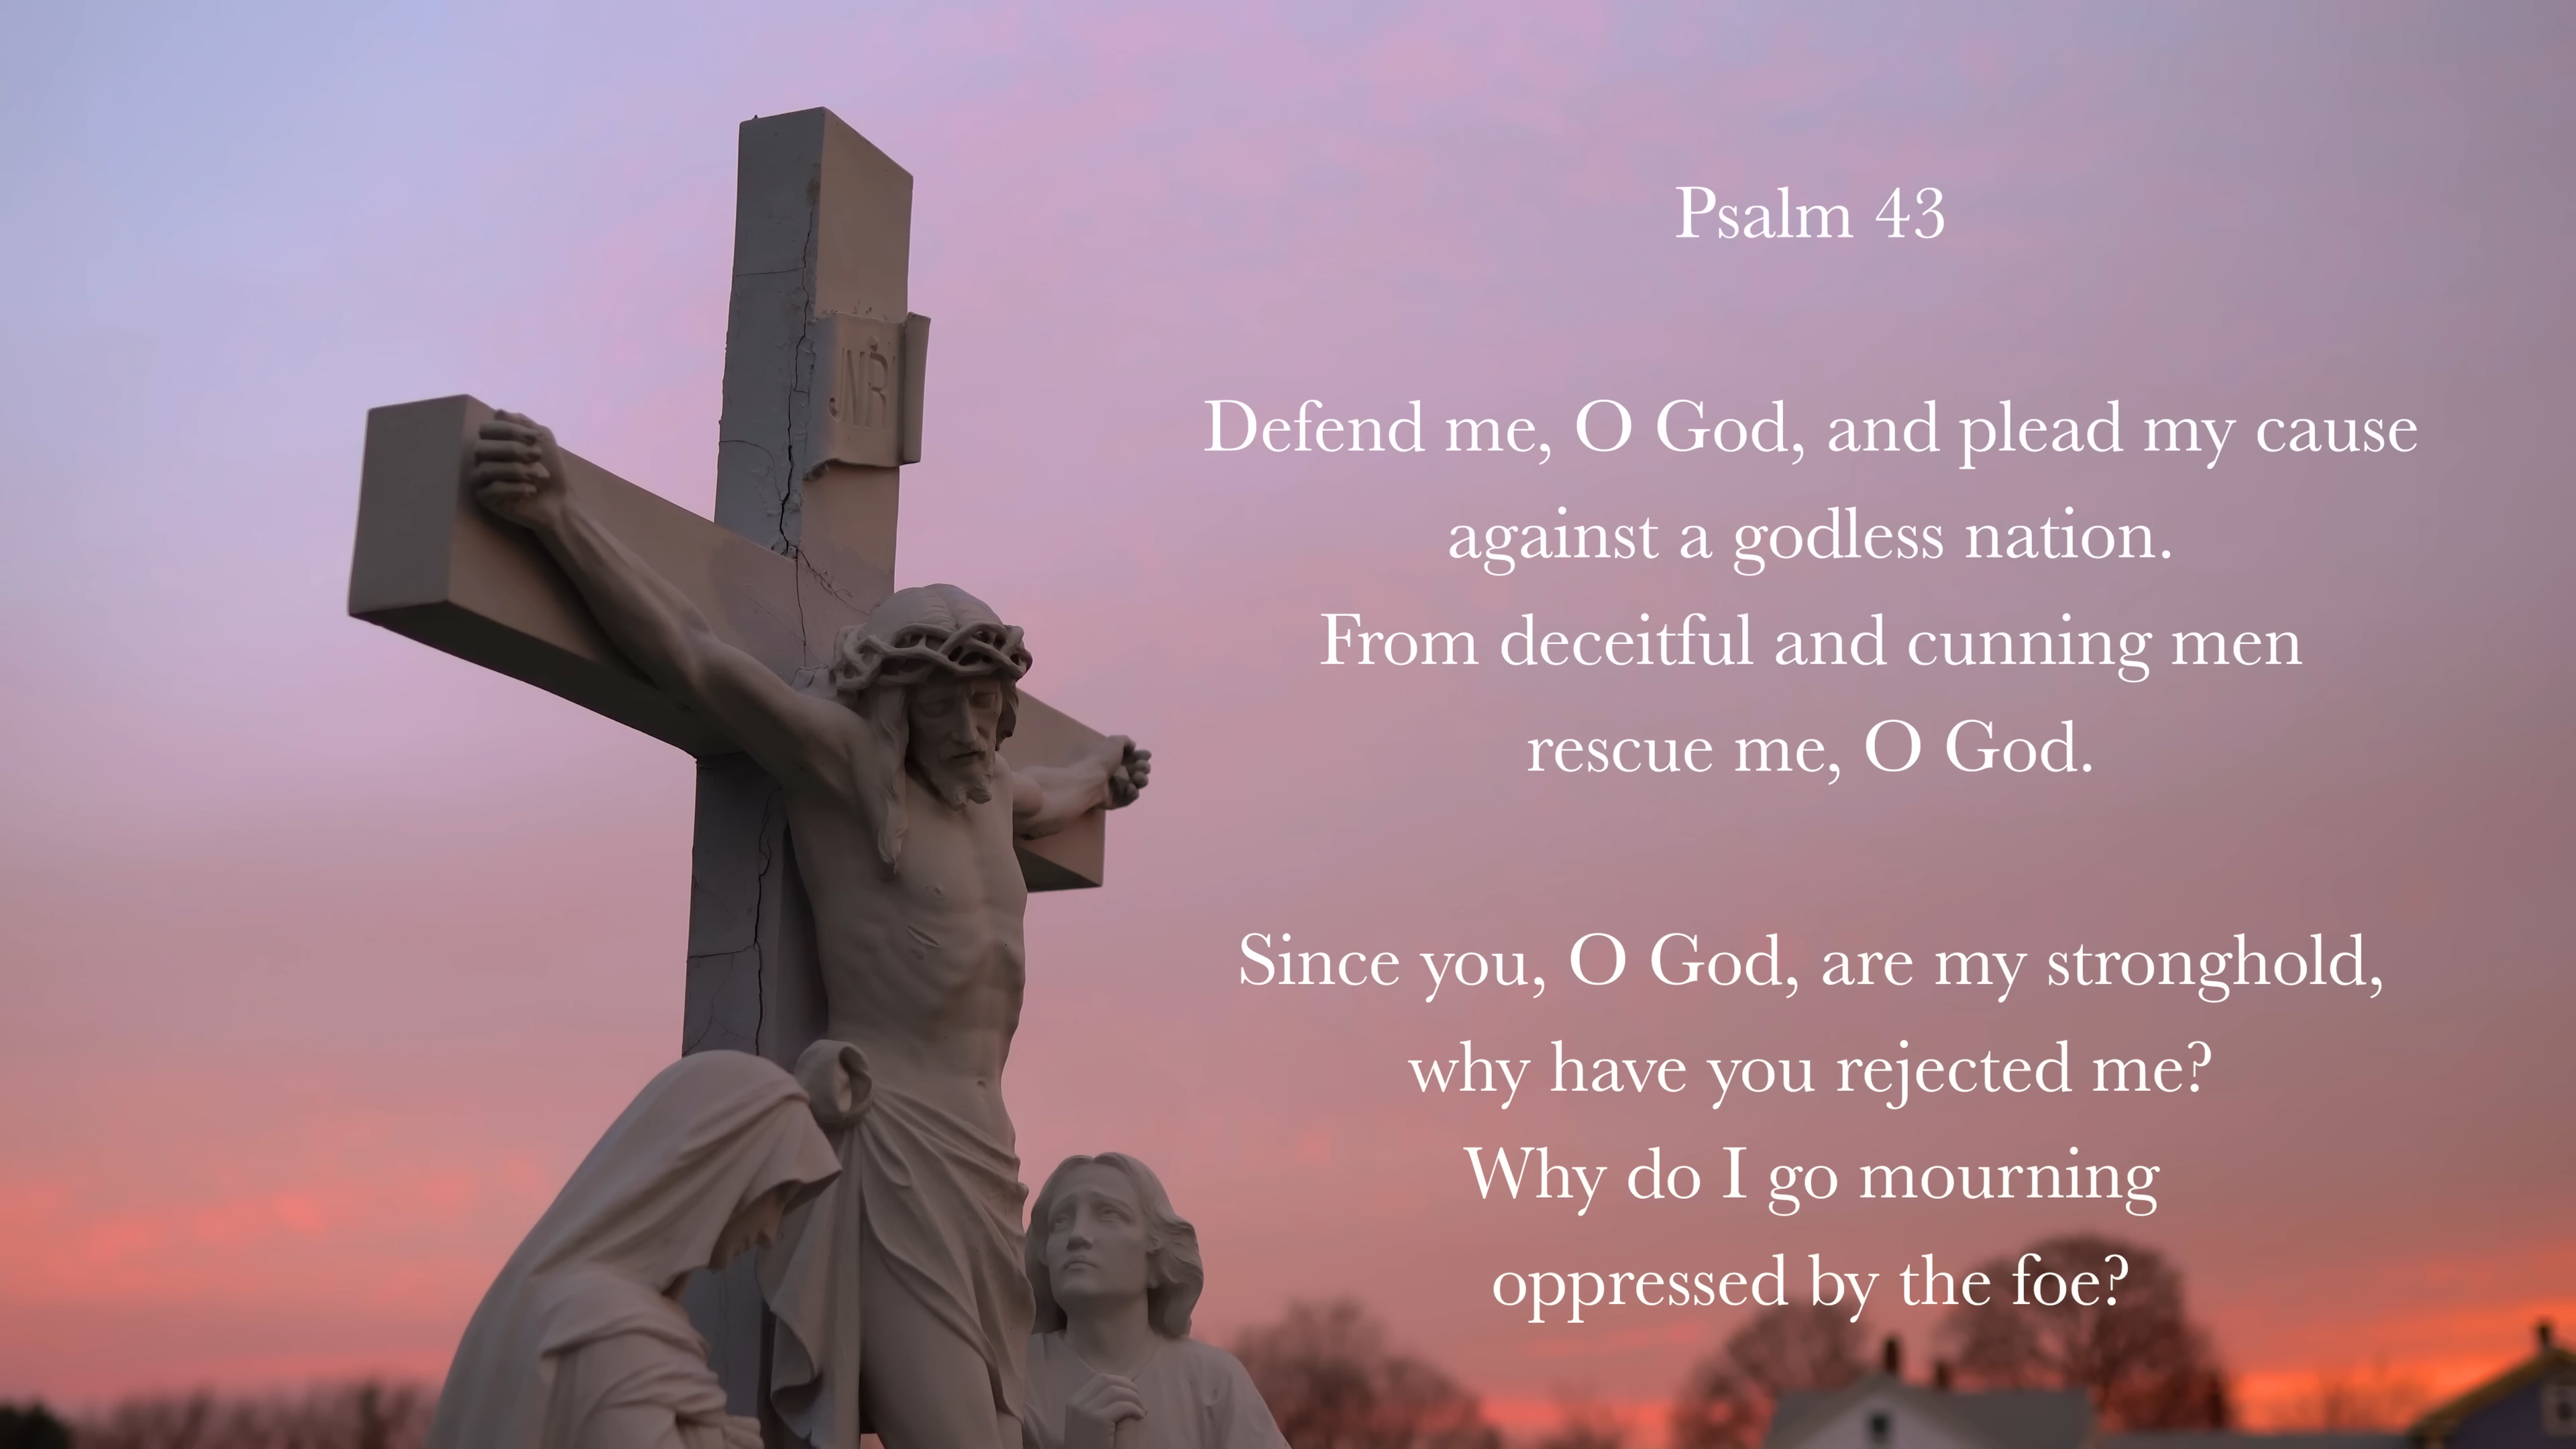 JNRI
Psalm 43
Defend me, O God, and plead my cause
against a godless nation.
From deceitful and cunning men
rescue me, O God.
Since you, O God, are my stronghold,
why have you rejected me?
Why do I go mourning
oppressed by the foe?